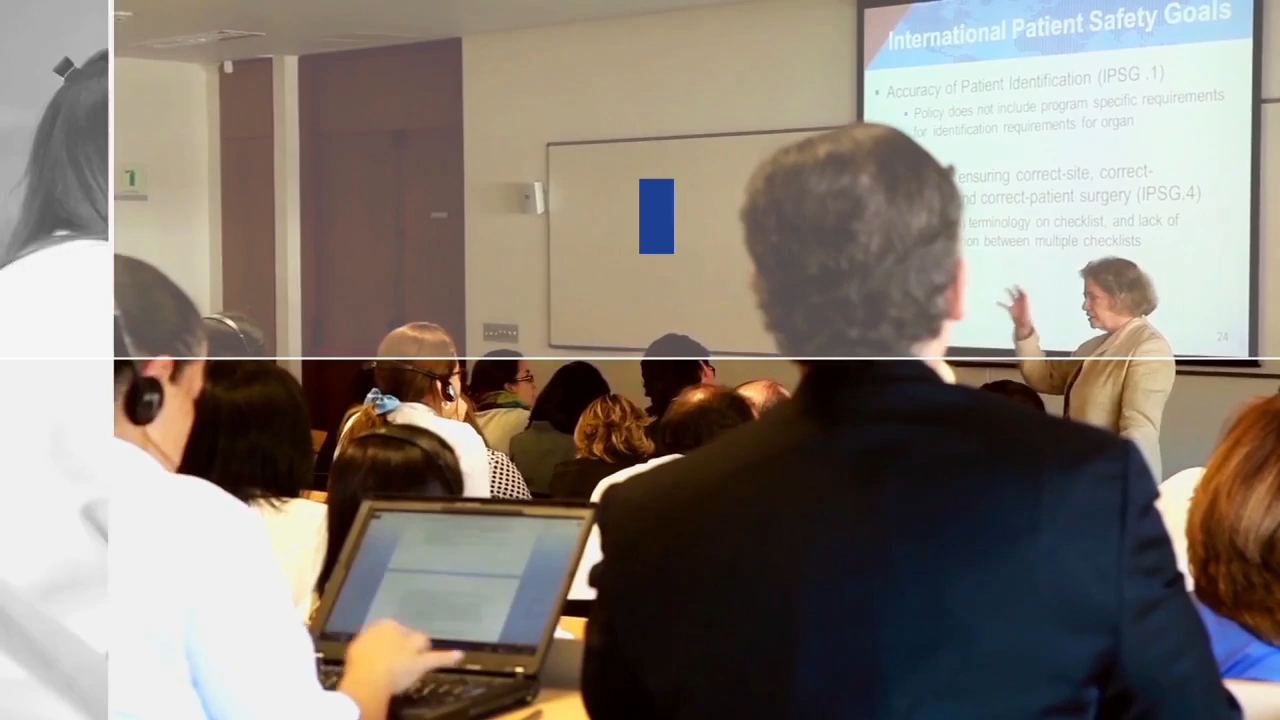 International Patient Safety Goals
Accuracy of Patient Identification (IPSG .1)
Policy does not include program specific requirements
for identification requirements for organ
ensuring correct-site, correct-
correct-patient surgery (IPSG.4)
terminology on checklist, and lack of
between multiple checklists
24
1